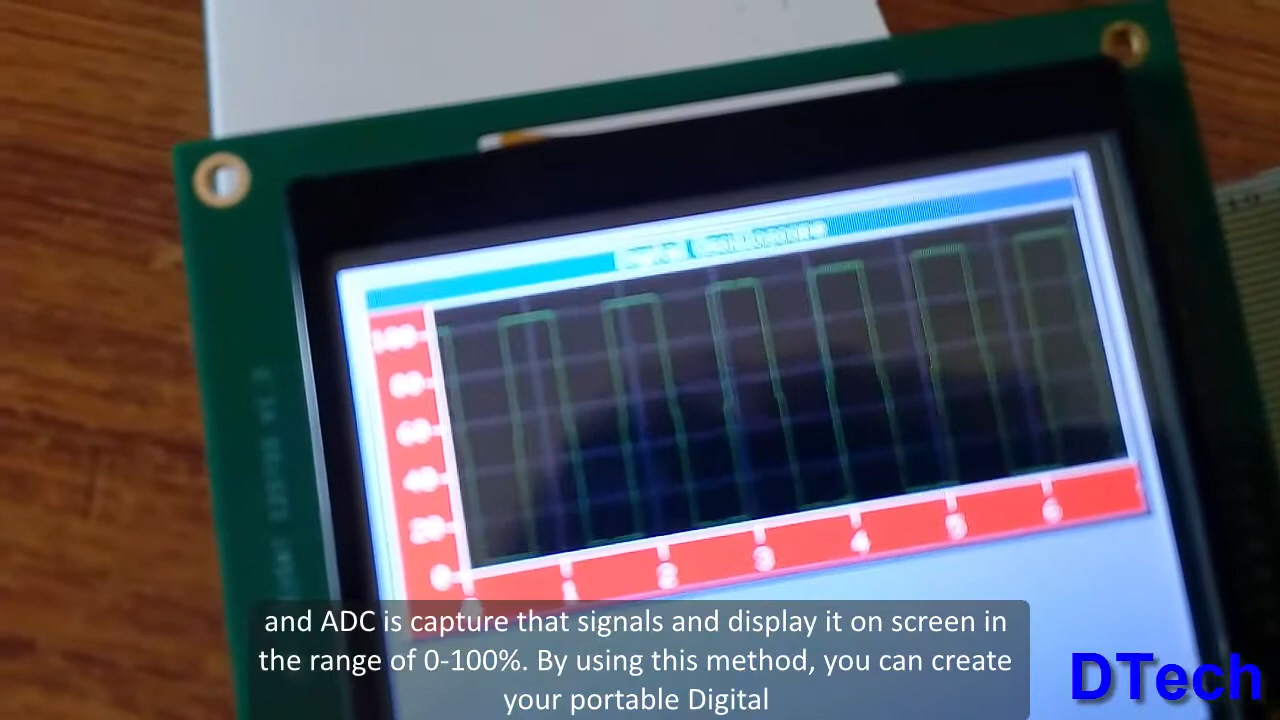 100
80
60
40
20
0
0 1 2 3 4 5 6
and ADC is capture that signals and display it on screen in
the range of 0-100%. By using this method, you can create
your portable Digital
DTech